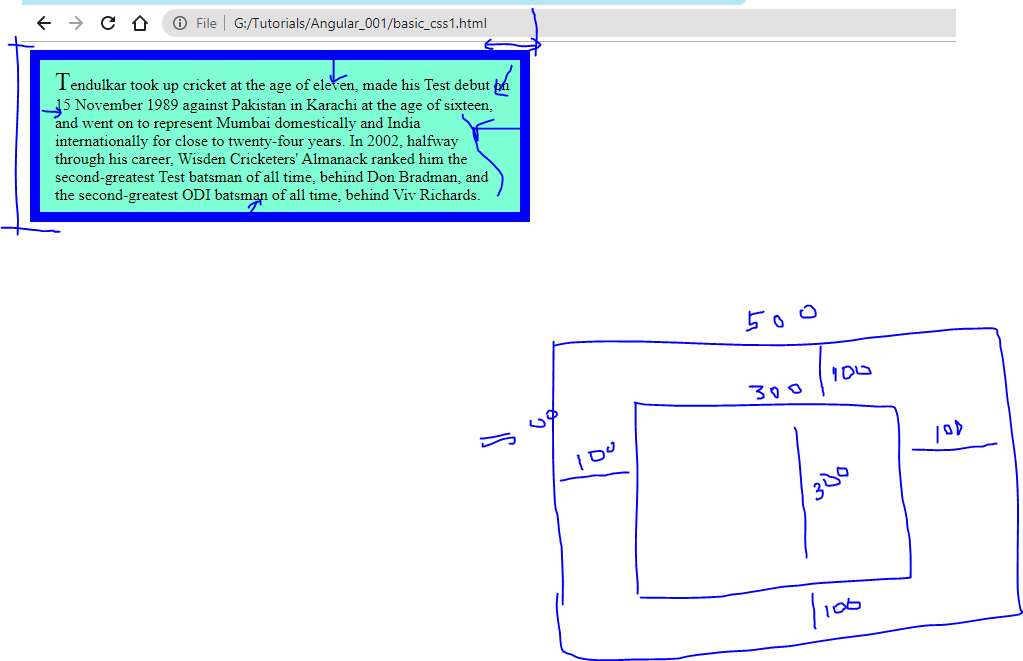 File G:/Tutorials/Angular_001/basic_css1.html
Tendulkar took up cricket at the age of eleven, made his Test debut on
15 November 1989 against Pakistan in Karachi at the age of sixteen,
and went on to represent Mumbai domestically and India
internationally for close to twenty-four years. In 2002, halfway
through his career, Wisden Cricketers' Almanack ranked him the
second-greatest Test batsman of all time, behind Don Bradman, and
the second-greatest ODI batsman of all time, behind Viv Richards.
500
100
300
100
100
300
100